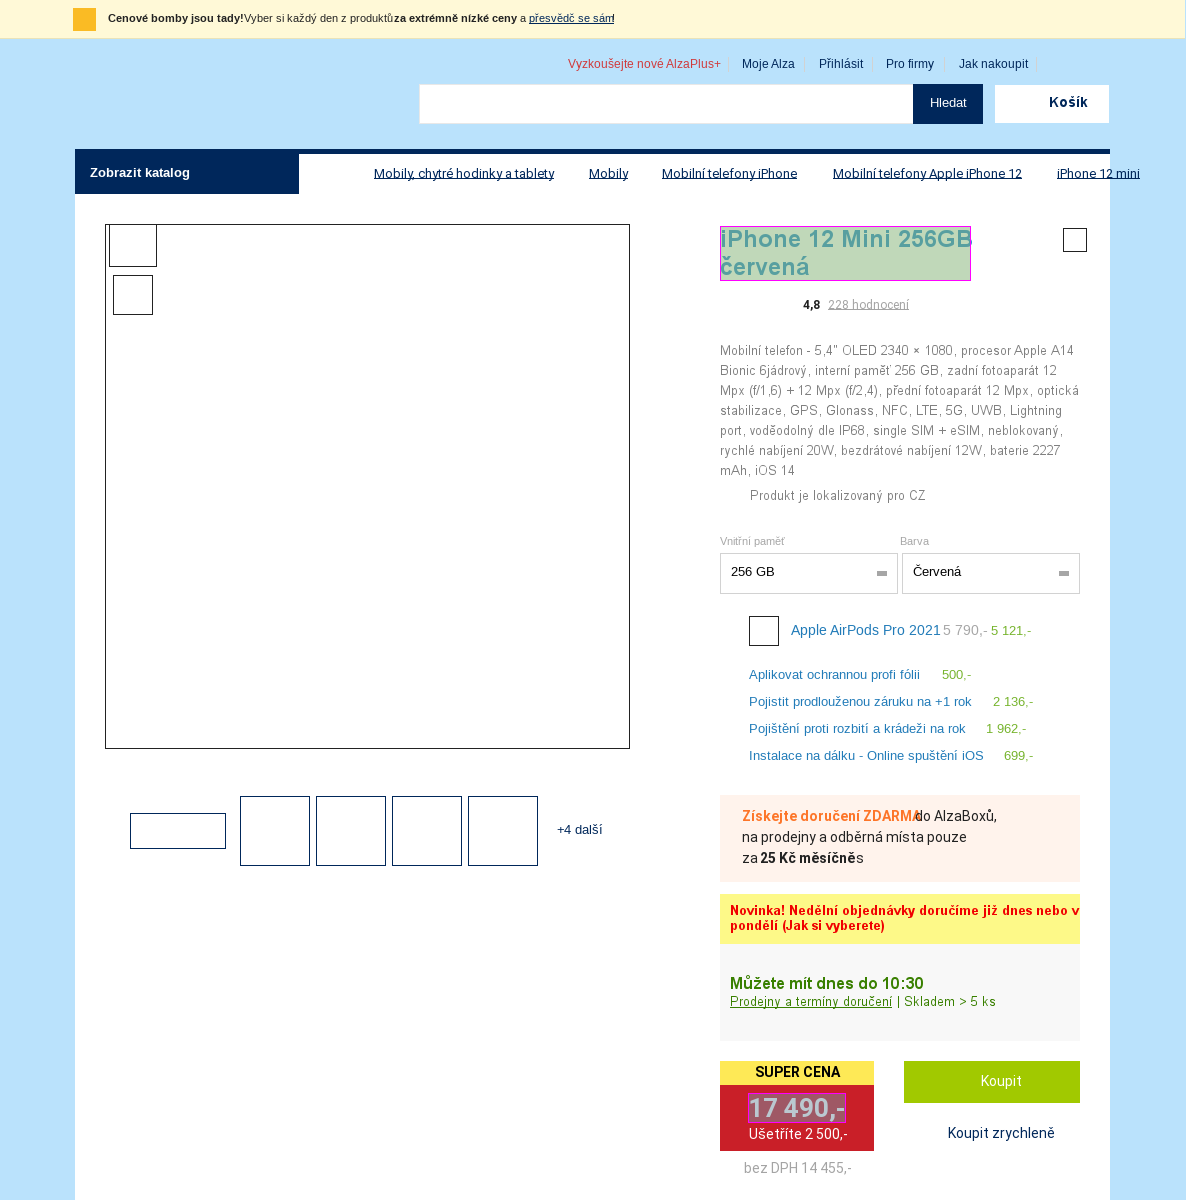 Cenové bomby jsou tady! Vyber si každý den z produktů za extrémně nízké ceny a přesvědč se sám!
Vyzkoušejte nové AlzaPlus+
Moje Alza
Přihlásit
Pro firmy
Jak nakoupit
Hledat
Košík
Zobrazit katalog
Mobily, chytré hodinky a tablety
Mobily
Mobilní telefony iPhone
Mobilní telefony Apple iPhone 12
iPhone 12 mini
iPhone 12 Mini 256GB
červená
4,8 228 hodnocení
Mobilní telefon - 5,4" OLED 2340 × 1080, procesor Apple A14
Bionic 6jádrový, interní paměť 256 GB, zadní fotoaparát 12
Mpx (f/1,6) + 12 Mpx (f/2,4), přední fotoaparát 12 Mpx, optická
stabilizace, GPS, Glonass, NFC, LTE, 5G, UWB, Lightning
port, voděodolný dle IP68, single SIM + eSIM, neblokovaný,
rychlé nabíjení 20W, bezdrátové nabíjení 12W, baterie 2227
mAh, iOS 14
Produkt je lokalizovaný pro CZ
Vnitřní paměť
Barva
256 GB
Červená
Apple AirPods Pro 2021 5 790,- 5 121,-
Aplikovat ochrannou profi fólii 500,-
Pojistit prodlouženou záruku na +1 rok 2 136,-
Pojištění proti rozbití a krádeži na rok 1 962,-
Instalace na dálku - Online spuštění iOS 699,-
+4 další
Získejte doručení ZDARMA do AlzaBoxů,
na prodejny a odběrná místa pouze
za 25 Kč měsíčně s
Novinka! Nedělní objednávky doručíme již dnes nebo v
pondělí (Jak si vyberete)
Můžete mít dnes do 10:30
Prodejny a termíny doručení | Skladem > 5 ks
SUPER CENA
17 490,-
Ušetříte 2 500,-
bez DPH 14 455,-
Koupit
Koupit zrychleně